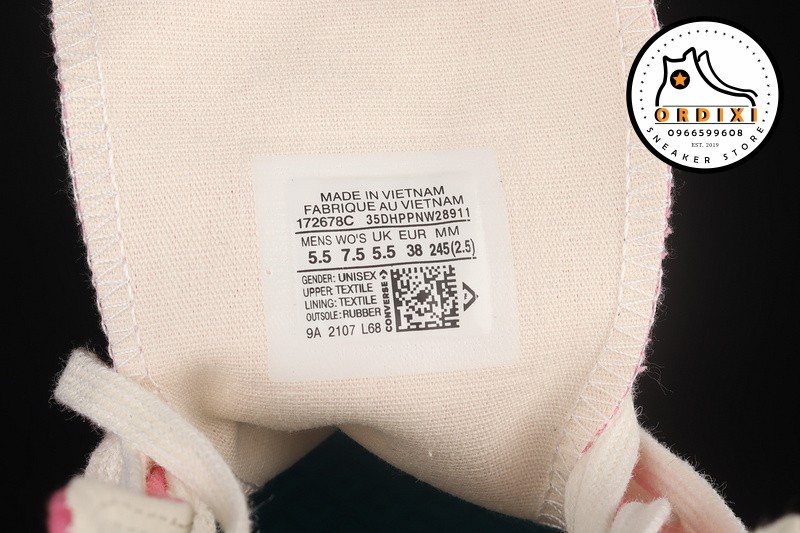 ORDIXI
0966599608
EST. 2019
SNEAKER STORE
MADE IN VIETNAM
FABRIQUE AU VIETNAM
172678C 35DHPPNW28911
MENS WO'S UK EUR MM
5.5 7.5 5.5 38 245(2.5)
GENDER: UNISEX
UPPER: TEXTILE
LINING: TEXTILE
OUTSOLE: RUBBER
9A 2107 L68
CONVERSE